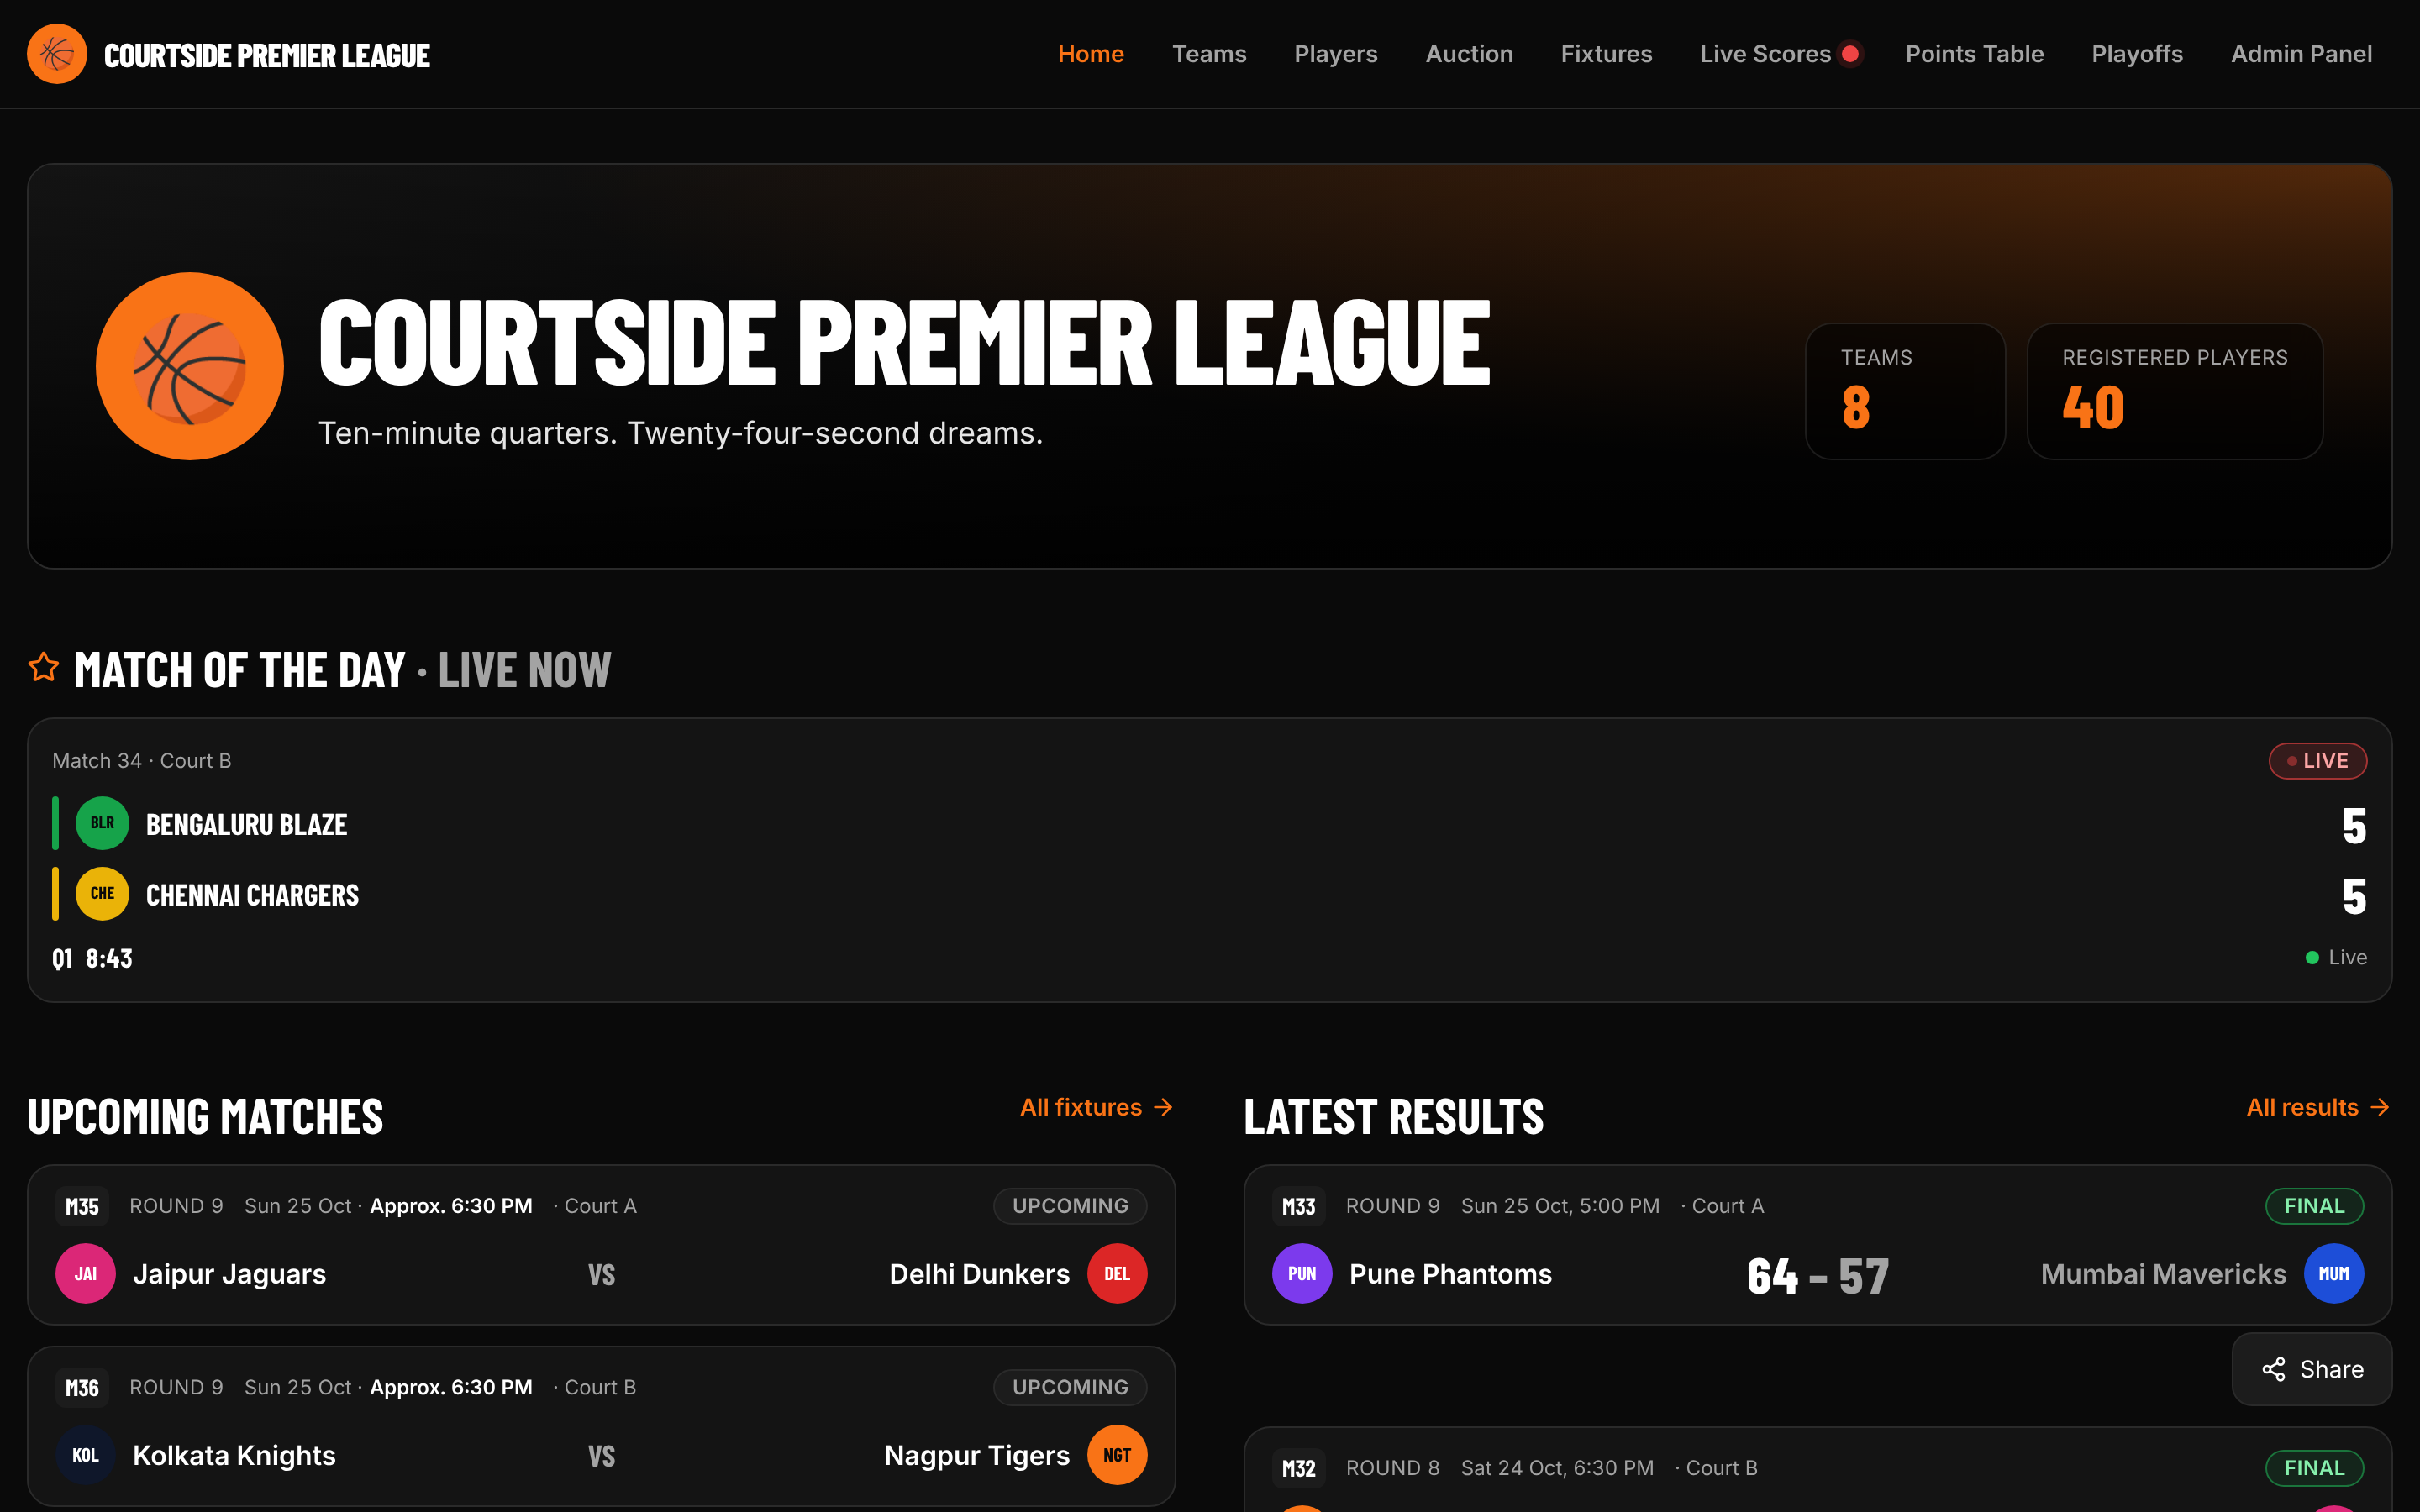 COURTSIDE PREMIER LEAGUE
Home Teams Players Auction Fixtures Live Scores Points Table Playoffs Admin Panel
COURTSIDE PREMIER LEAGUE
Ten-minute quarters. Twenty-four-second dreams.
TEAMS
8
REGISTERED PLAYERS
40
MATCH OF THE DAY · LIVE NOW
Match 34 · Court B
LIVE
BLR BENGALURU BLAZE 5
CHE CHENNAI CHARGERS 5
Q1 8:43
Live
UPCOMING MATCHES
All fixtures →
M35 ROUND 9 Sun 25 Oct · Approx. 6:30 PM · Court A UPCOMING
JAI Jaipur Jaguars VS Delhi Dunkers DEL
M36 ROUND 9 Sun 25 Oct · Approx. 6:30 PM · Court B UPCOMING
KOL Kolkata Knights VS Nagpur Tigers NGT
LATEST RESULTS
All results →
M33 ROUND 9 Sun 25 Oct, 5:00 PM · Court A FINAL
PUN Pune Phantoms 64 – 57 Mumbai Mavericks MUM
Share
M32 ROUND 8 Sat 24 Oct, 6:30 PM · Court B FINAL